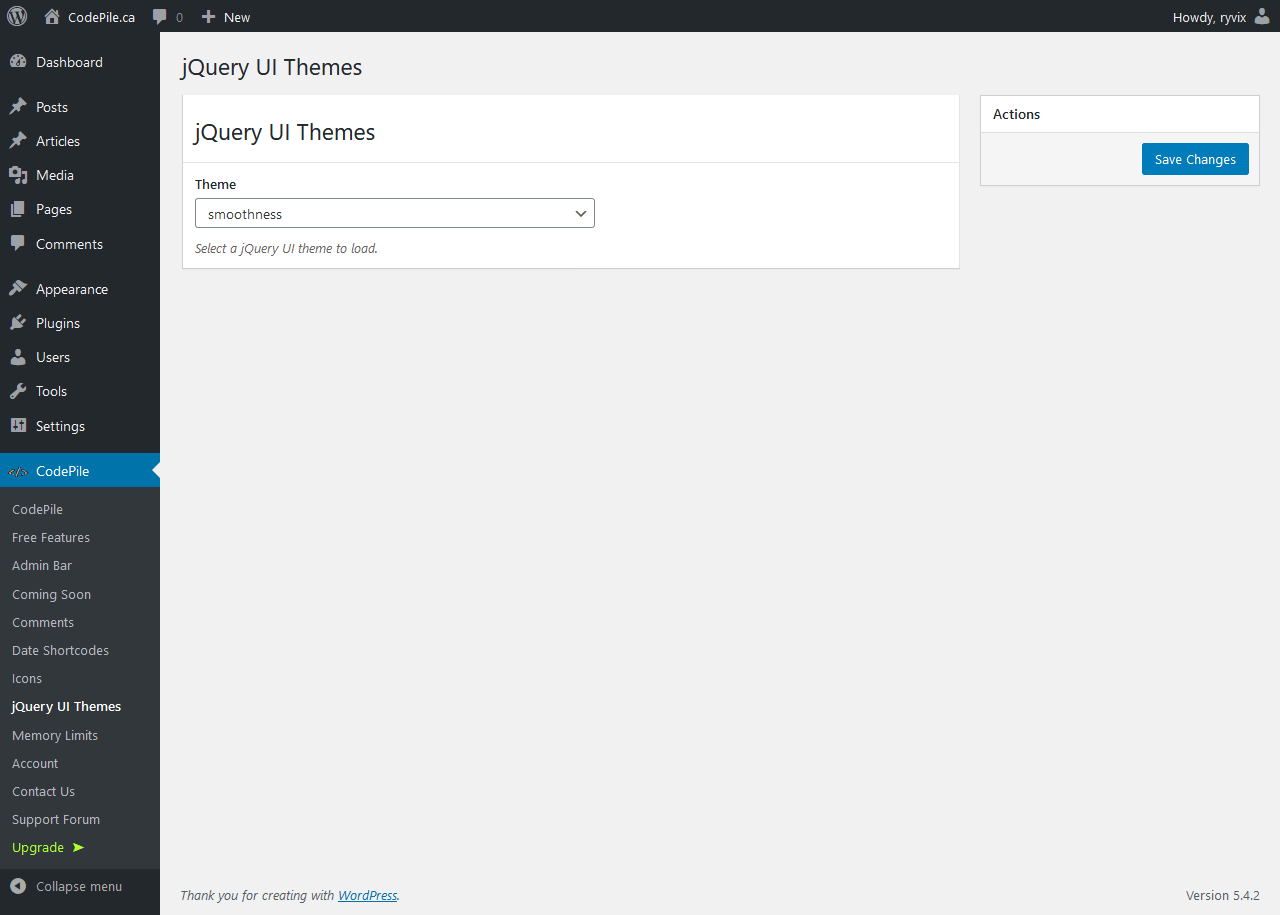 CodePile.ca 0 New Howdy, ryvix
Dashboard
Posts
Articles
Media
Pages
Comments
Appearance
Plugins
Users
Tools
Settings
</> CodePile
CodePile
Free Features
Admin Bar
Coming Soon
Comments
Date Shortcodes
Icons
jQuery UI Themes
Memory Limits
Account
Contact Us
Support Forum
Upgrade ➤
Collapse menu
jQuery UI Themes
jQuery UI Themes
Theme
smoothness
Select a jQuery UI theme to load.
Actions
Save Changes
Thank you for creating with WordPress.
Version 5.4.2